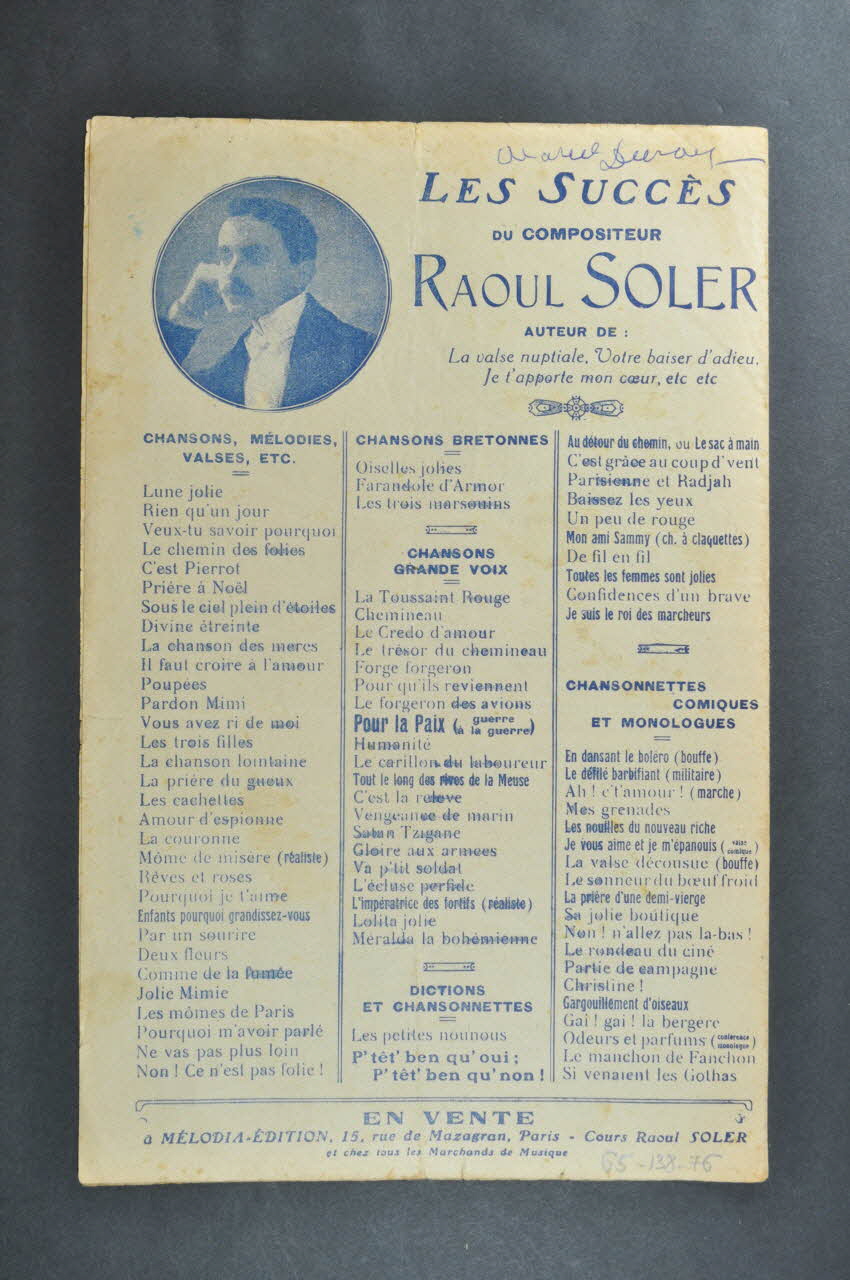 LES SUCCÈS
DU COMPOSITEUR
RAOUL SOLER
AUTEUR DE :
La valse nuptiale, Votre baiser d'adieu,
Je t'apporte mon cœur, etc etc
CHANSONS, MÉLODIES,
VALSES, ETC.
Lune jolie
Rien qu'un jour
Veux-tu savoir pourquoi
Le chemin des folies
C'est Pierrot
Prière à Noël
Sous le ciel plein d'étoiles
Divine étreinte
La chanson des mères
Il faut croire à l'amour
Poupées
Pardon Mimi
Vous avez ri de moi
Les trois filles
La chanson lointaine
La prière du gueux
Les cachettes
Amour d'espionne
La couronne
Môme de misère (réaliste)
Rêves et roses
Pourquoi je t'aime
Enfants pourquoi grandissez-vous
Par un sourire
Deux fleurs
Comme de la fumée
Jolie Mimie
Les mômes de Paris
Pourquoi m'avoir parlé
Ne vas pas plus loin
Non ! Ce n'est pas folie !
CHANSONS BRETONNES
Oiselles jolies
Farandole d'Armor
Les trois marsouins
CHANSONS
GRANDE VOIX
La Toussaint Rouge
Chemineau
Le Credo d'amour
Le trésor du chemineau
Forge forgeron
Pour qu'ils reviennent
Le forgeron des avions
Pour la Paix (guerre à la guerre)
Humanité
Le carillon du laboureur
Tout le long des rives de la Meuse
C'est la relève
Vengeance de marin
Satan Tzigane
Gloire aux armées
Va p'tit soldat
L'écluse perfide
L'impératrice des fortifs (réaliste)
Lolita jolie
Méralda la bohémienne
DICTIONS
ET CHANSONNETTES
Les petites nounous
P'têt' ben qu'oui ;
P'têt' ben qu'non !
Au détour du chemin, ou Le sac à main
C'est grâce au coup d'vent
Parisienne et Radjah
Baissez les yeux
Un peu de rouge
Mon ami Sammy (ch. à claquettes)
De fil en fil
Toutes les femmes sont jolies
Confidences d'un brave
Je suis le roi des marcheurs
CHANSONNETTES
COMIQUES
ET MONOLOGUES
En dansant le boléro (bouffe)
Le défilé barbifiant (militaire)
Ah ! c't'amour ! (marche)
Mes grenades
Les nouilles du nouveau riche
Je vous aime et je m'épanouis (valse comique)
La valse décousue (bouffe)
Le sonneur du bœuf froid
La prière d'une demi-vierge
Sa jolie boutique
Non ! n'allez pas la-bas !
Le rondeau du ciné
Partie de campagne
Christine !
Gargouillement d'oiseaux
Gai ! gai ! la bergère
Odeurs et parfums (conférence monologue)
Le manchon de Fanchon
Si venaient les Gothas
EN VENTE
à MÉLODIA-ÉDITION, 15, rue de Mazagran, Paris - Cours Raoul SOLER
et chez tous les Marchands de Musique
65-138-76